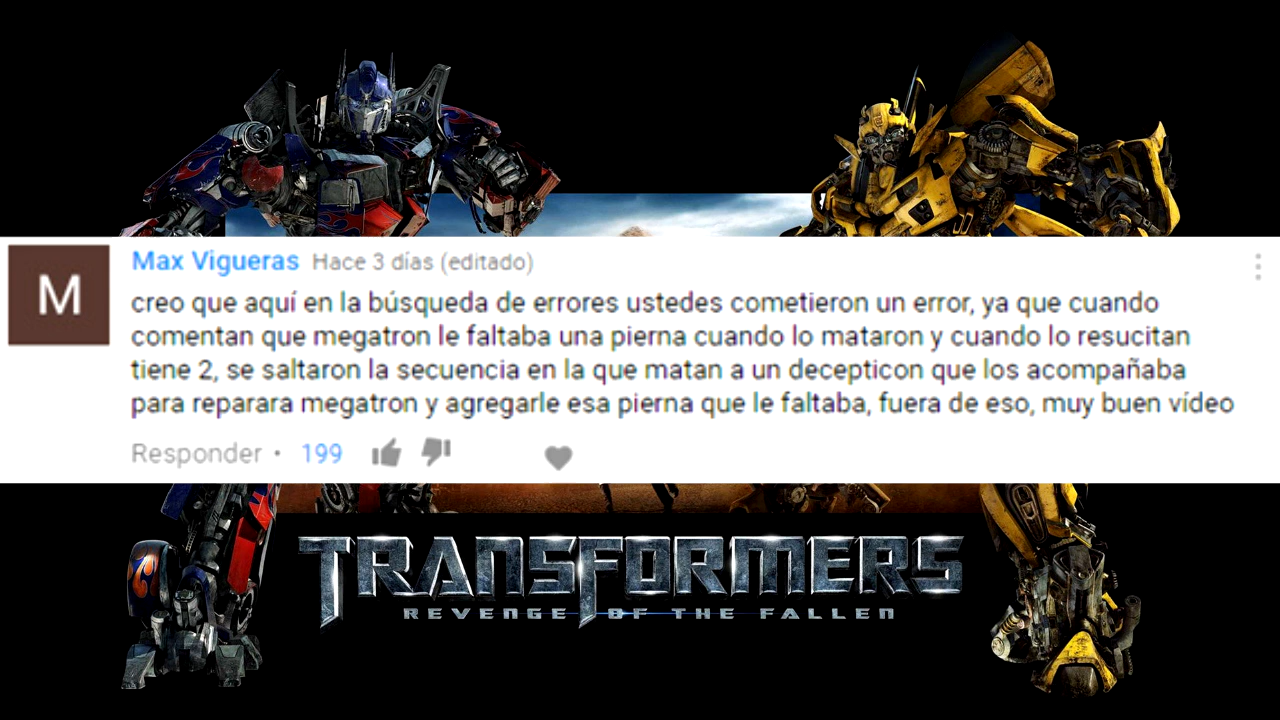 M
Max Vigueras Hace 3 días (editado)
creo que aquí en la búsqueda de errores ustedes cometieron un error, ya que cuando
comentan que megatron le faltaba una pierna cuando lo mataron y cuando lo resucitan
tiene 2, se saltaron la secuencia en la que matan a un decepticon que los acompañaba
para reparara megatron y agregarle esa pierna que le faltaba, fuera de eso, muy buen vídeo
Responder • 199
TRANSFORMERS
REVENGE OF THE FALLEN